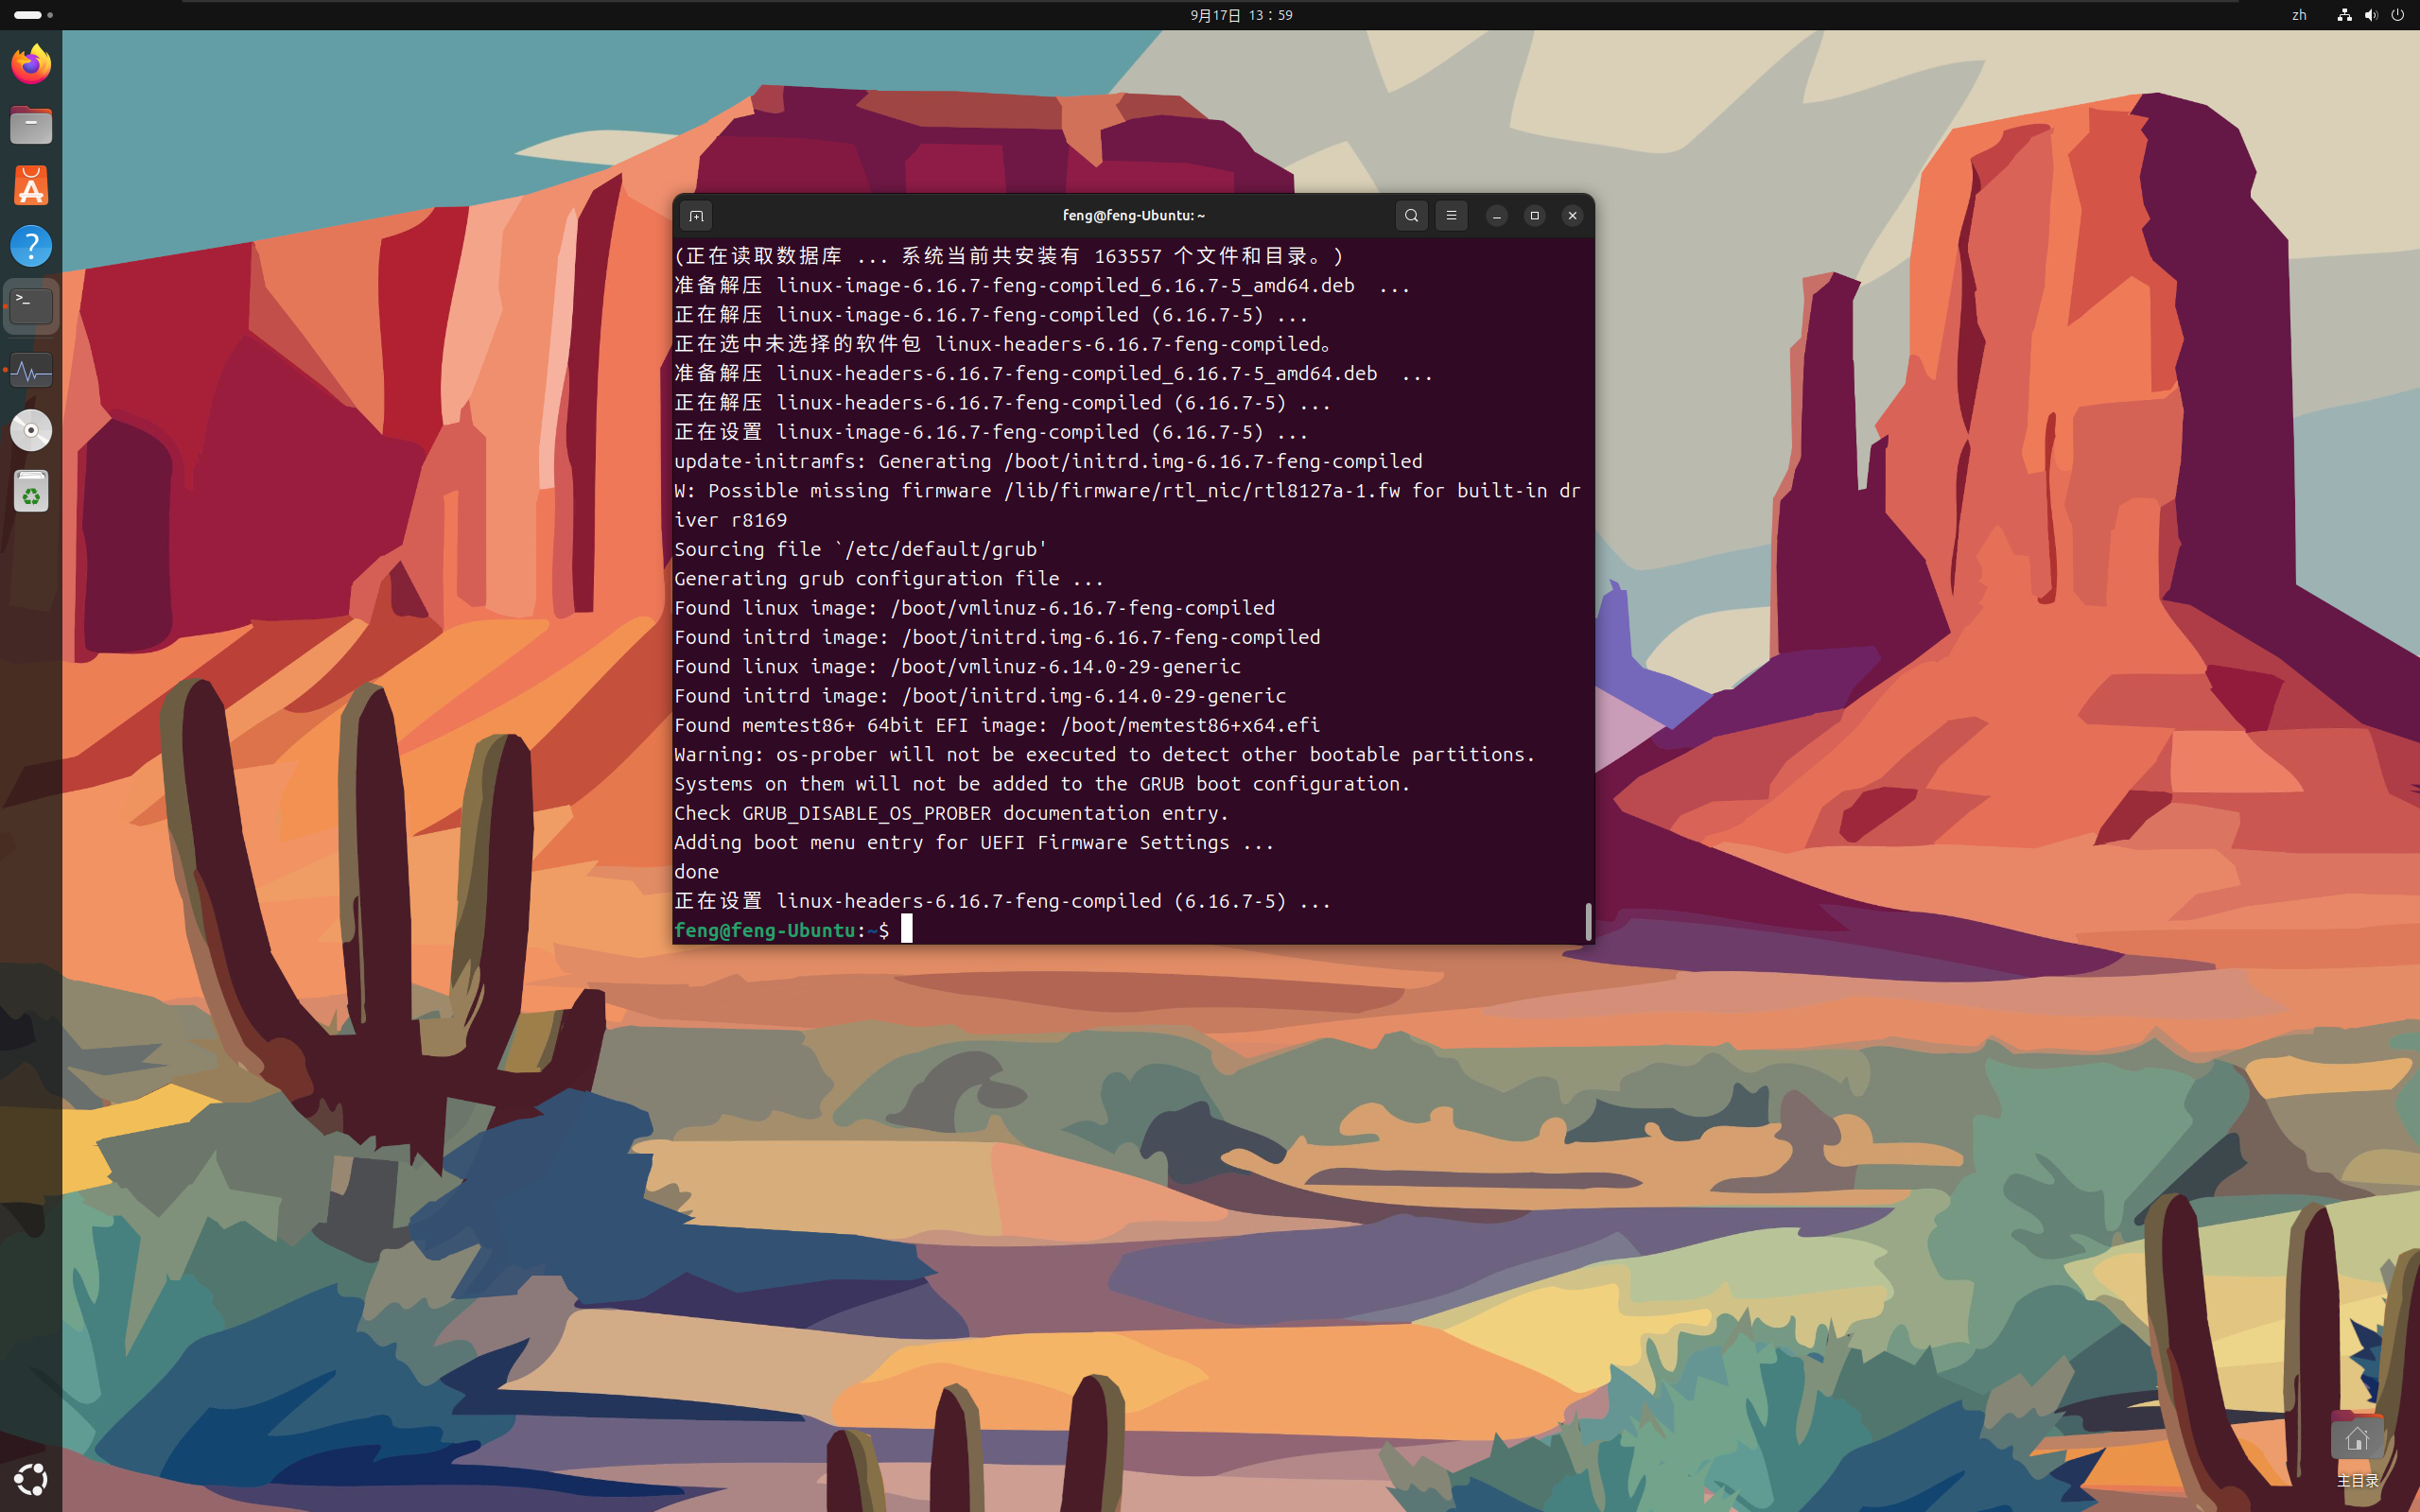 9月17日 13：59
zh
feng@feng-Ubuntu: ~
(正在读取数据库 ... 系统当前共安装有 163557 个文件和目录。)
准备解压 linux-image-6.16.7-feng-compiled_6.16.7-5_amd64.deb  ...
正在解压 linux-image-6.16.7-feng-compiled (6.16.7-5) ...
正在选中未选择的软件包 linux-headers-6.16.7-feng-compiled。
准备解压 linux-headers-6.16.7-feng-compiled_6.16.7-5_amd64.deb  ...
正在解压 linux-headers-6.16.7-feng-compiled (6.16.7-5) ...
正在设置 linux-image-6.16.7-feng-compiled (6.16.7-5) ...
update-initramfs: Generating /boot/initrd.img-6.16.7-feng-compiled
W: Possible missing firmware /lib/firmware/rtl_nic/rtl8127a-1.fw for built-in dr
iver r8169
Sourcing file `/etc/default/grub'
Generating grub configuration file ...
Found linux image: /boot/vmlinuz-6.16.7-feng-compiled
Found initrd image: /boot/initrd.img-6.16.7-feng-compiled
Found linux image: /boot/vmlinuz-6.14.0-29-generic
Found initrd image: /boot/initrd.img-6.14.0-29-generic
Found memtest86+ 64bit EFI image: /boot/memtest86+x64.efi
Warning: os-prober will not be executed to detect other bootable partitions.
Systems on them will not be added to the GRUB boot configuration.
Check GRUB_DISABLE_OS_PROBER documentation entry.
Adding boot menu entry for UEFI Firmware Settings ...
done
正在设置 linux-headers-6.16.7-feng-compiled (6.16.7-5) ...
feng@feng-Ubuntu:~$
主目录